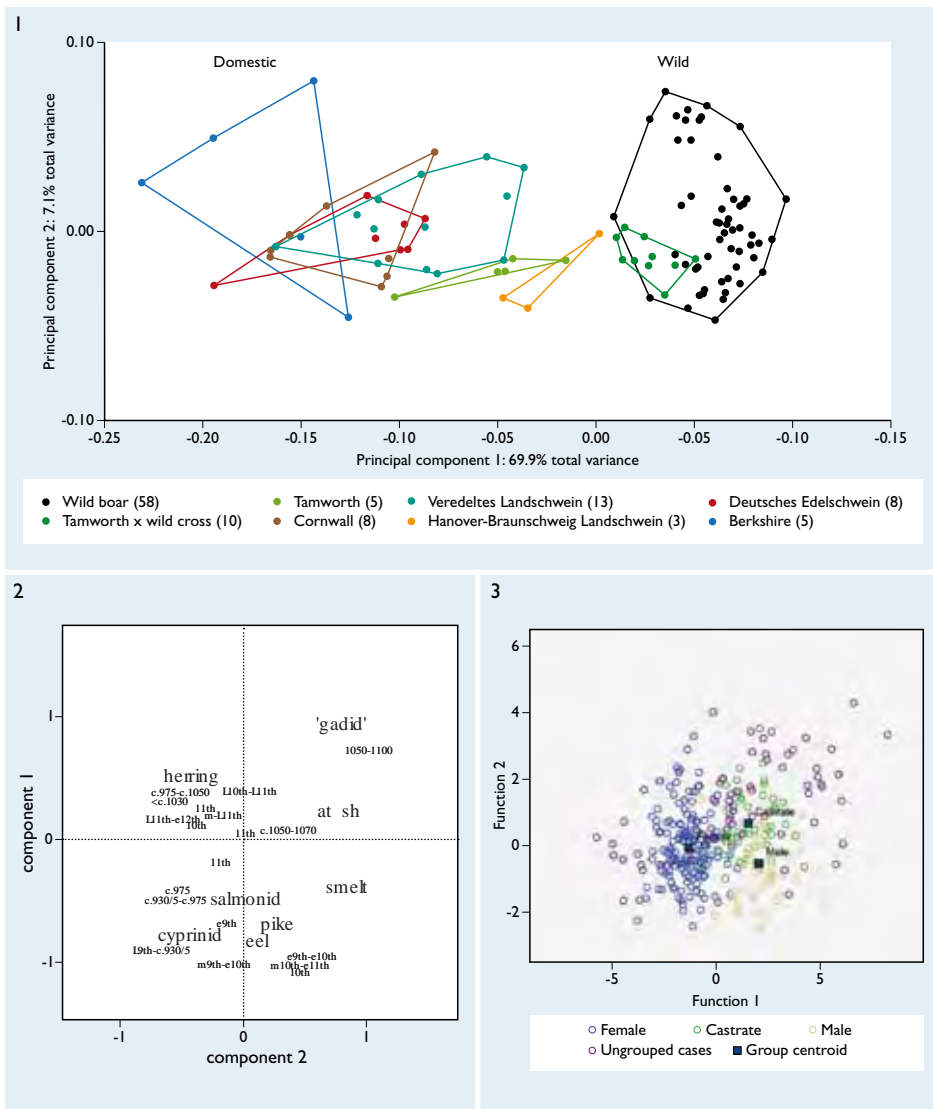 1
0.10
Domestic
Wild
Principal component 2: 7.1% total variance
0.00
-0.10
-0.25 -0.20 -0.15 -0.10 -0.05 0.00 -0.05 -0.10 -0.15
Principal component 1: 69.9% total variance
Wild boar (58) Tamworth (5) Veredeltes Landschwein (13) Deutsches Edelschwein (8)
Tamworth x wild cross (10) Cornwall (8) Hanover-Braunschweig Landschwein (3) Berkshire (5)
2
component 1
1
0
-1
'gadid'
1050-1100
herring
c.975-c.1050 L10th-L11th
<c.1030
11th at sh
m-L11th
L11th-e12th
10th
11th c.1050-1070
11th
c.975 smelt
c.930/5-c.975 salmonid
e9th pike
cyprinid eel
L9th-c.930/5
e9th-e10th
m9th-e10th m10th-e11th
10th
-1 0 1
component 2
3
Function 2
6
4
2
0
-2
Male
-5 0 5
Function 1
Female Castrate Male
Ungrouped cases Group centroid